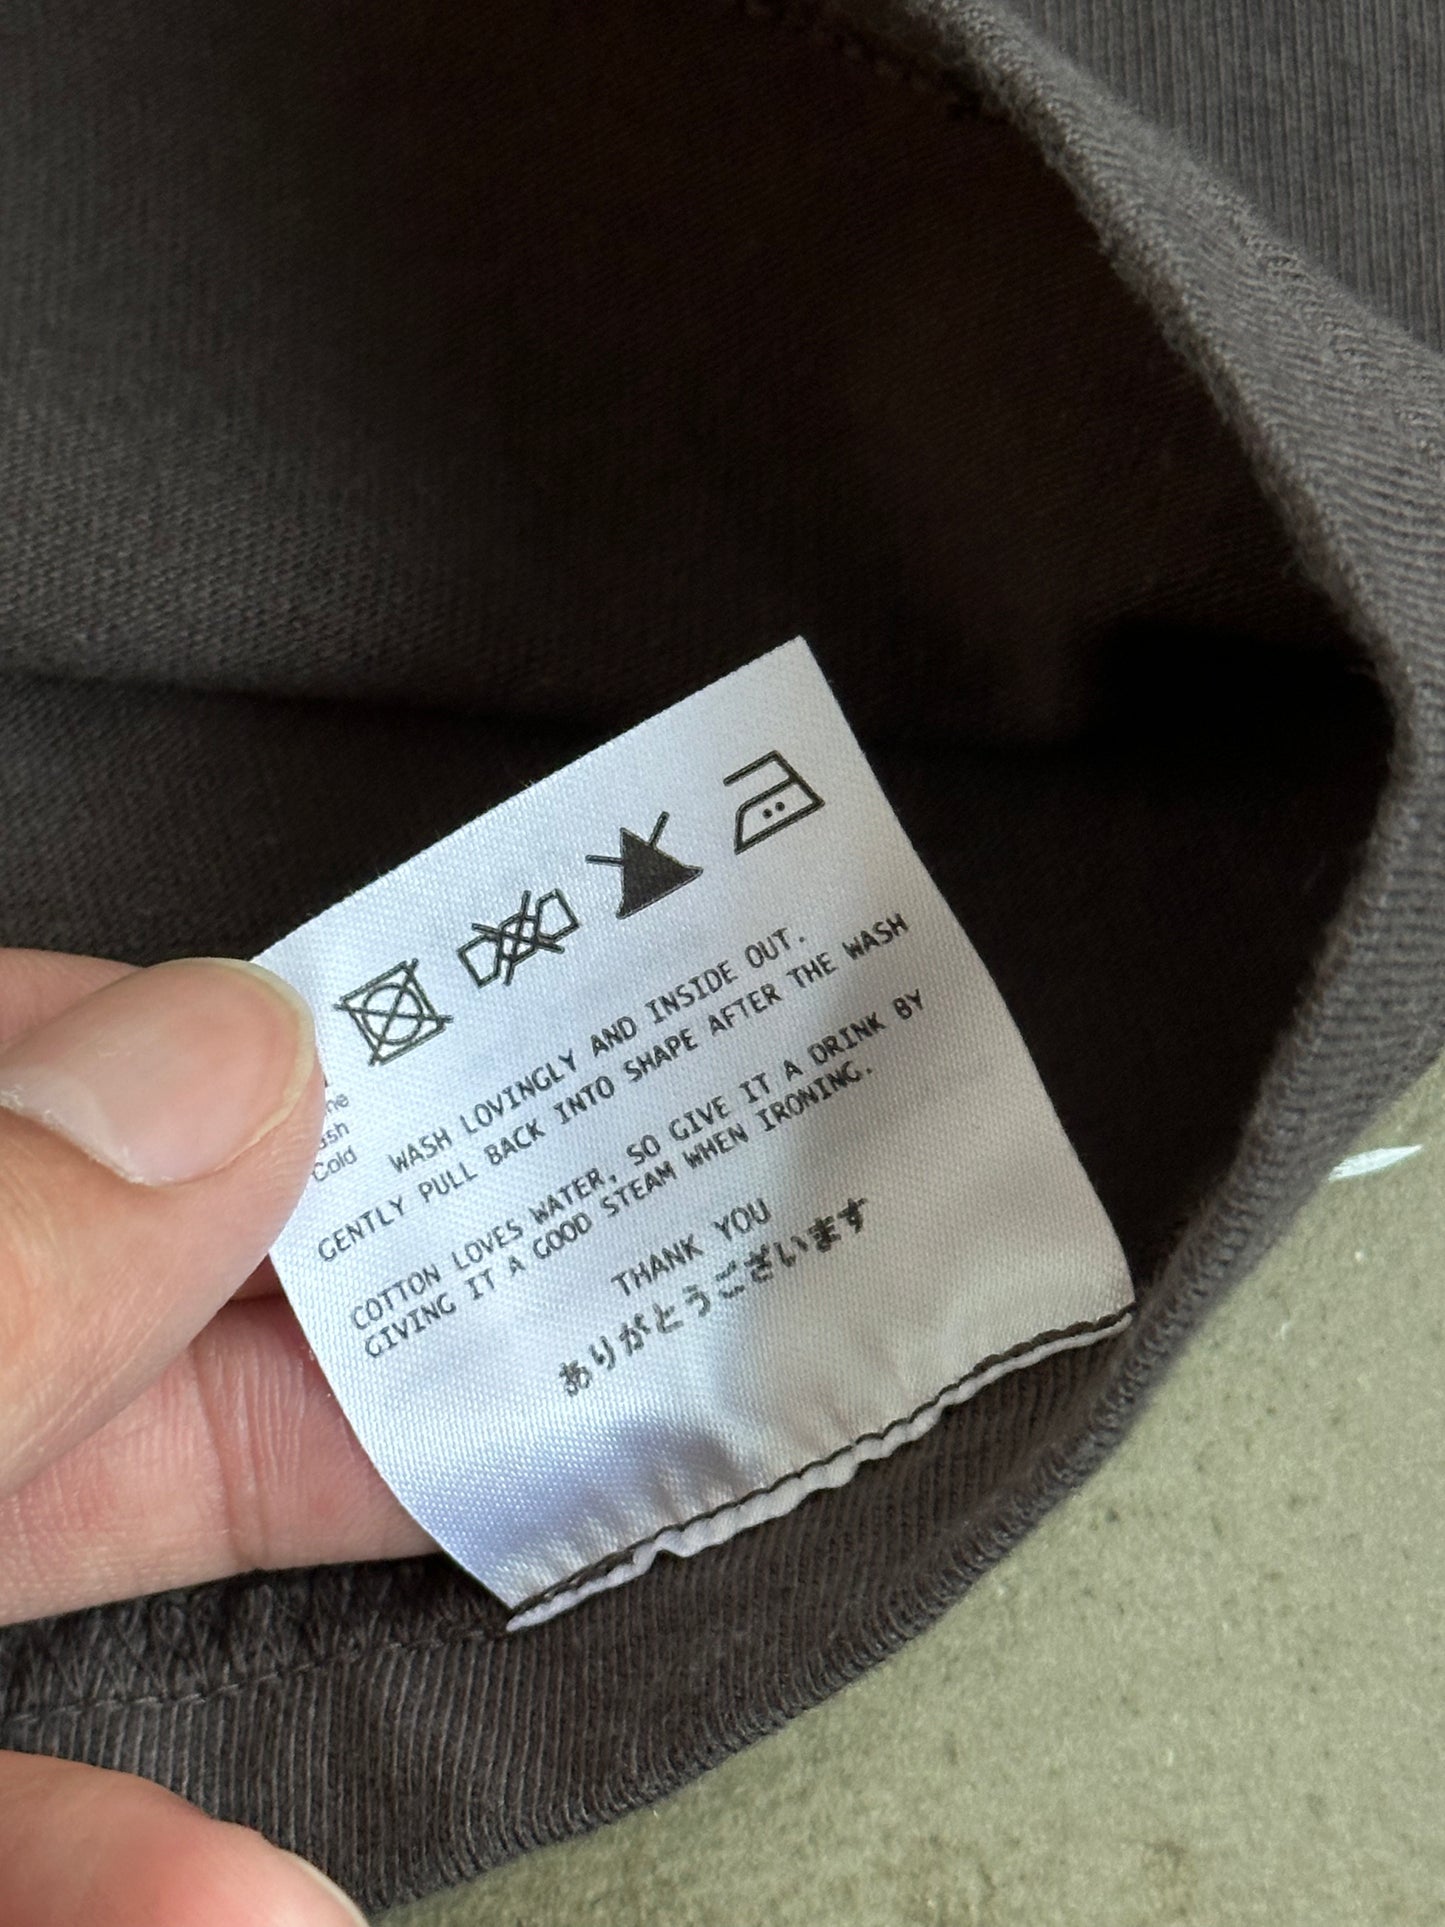 Cold
WASH LOVINGLY AND INSIDE OUT.
GENTLY PULL BACK INTO SHAPE AFTER THE WASH
COTTON LOVES WATER, SO GIVE IT A DRINK BY
GIVING IT A GOOD STEAM WHEN IRONING.
THANK YOU
ありがとうございます